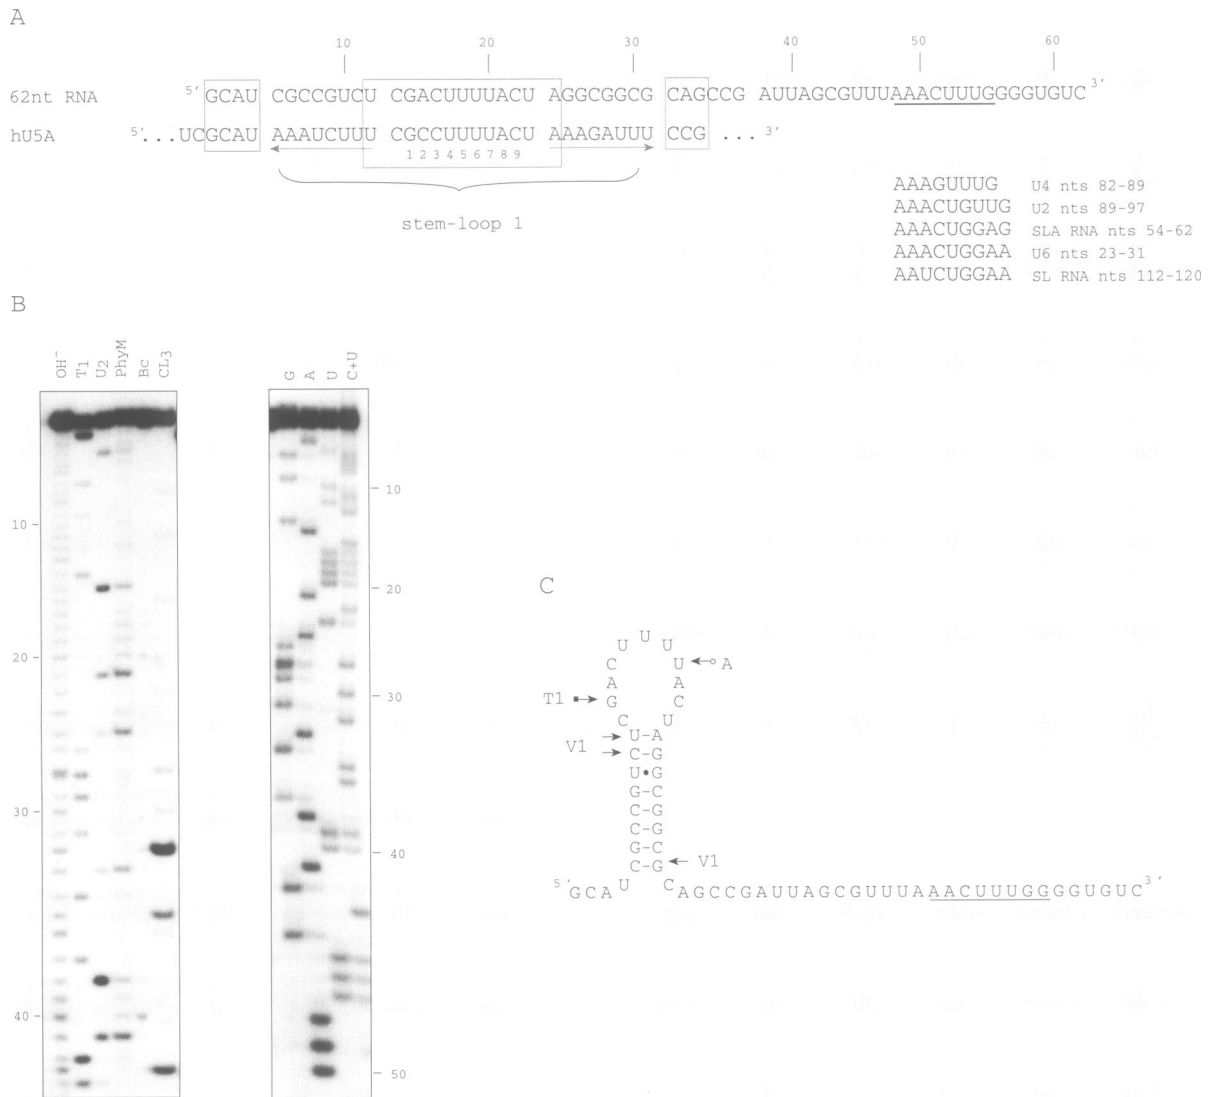 A
10 20 30 40 50 60
62nt RNA 5' GCAU CGCCGUCU CGACUUUUACU AGGCGGCG CAGCCG AUUAGCGUUUAAACUUUGGGGUGUC 3'
hU5A 5'...UCGCAU AAAUCUUU CGCCUUUUACU AAAGAUUU CCG ... 3'
1 2 3 4 5 6 7 8 9
stem-loop 1
AAAGUUUG U4 nts 82-89
AAACUGUUG U2 nts 89-97
AAACUGGAG SLA RNA nts 54-62
AAACUGGAA U6 nts 23-31
AAUCUGGAA SL RNA nts 112-120
B
OH⁻ T1 U2 PhyM Bc CL3
G A U C+U
10
20
30
40
10
20
30
40
50
C
U
U U
C U A
A A
T1 G C
C U
V1 U-A
C-G
U•G
G-C
C-G
C-G
G-C
C-G V1
5' G C A U C A G C C G A U U A G C G U U U A A A C U U U G G G G U G U C 3'